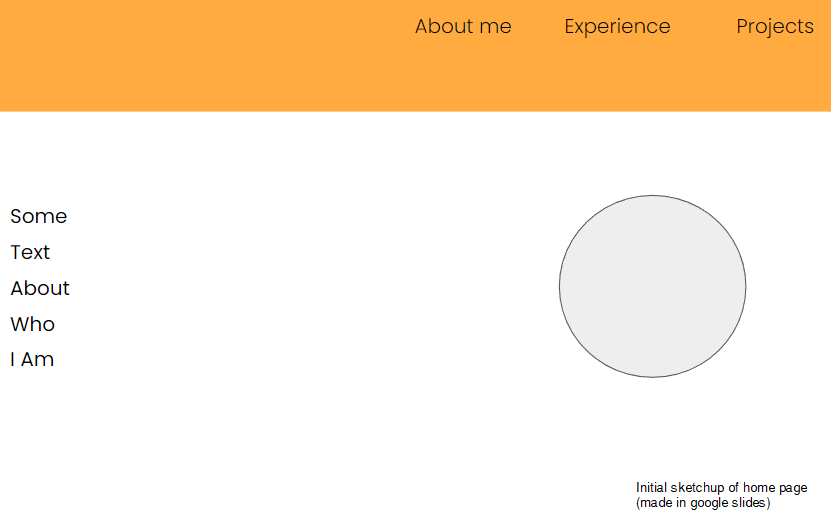 About me Experience Projects
Some
Text
About
Who
I Am
Initial sketchup of home page
(made in google slides)